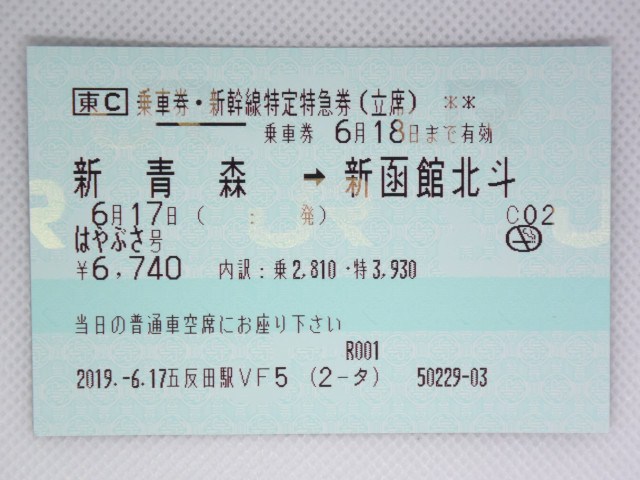 東C 乗車券・新幹線特定特急券(立席) **
乗車券 6月18日まで有効
新青森 → 新函館北斗
6月17日( : 発) C02
はやぶさ号
¥6,740 内訳:乗2,810・特3,930
当日の普通車空席にお座り下さい
R001
2019.-6.17五反田駅VF5 (2-タ) 50229-03